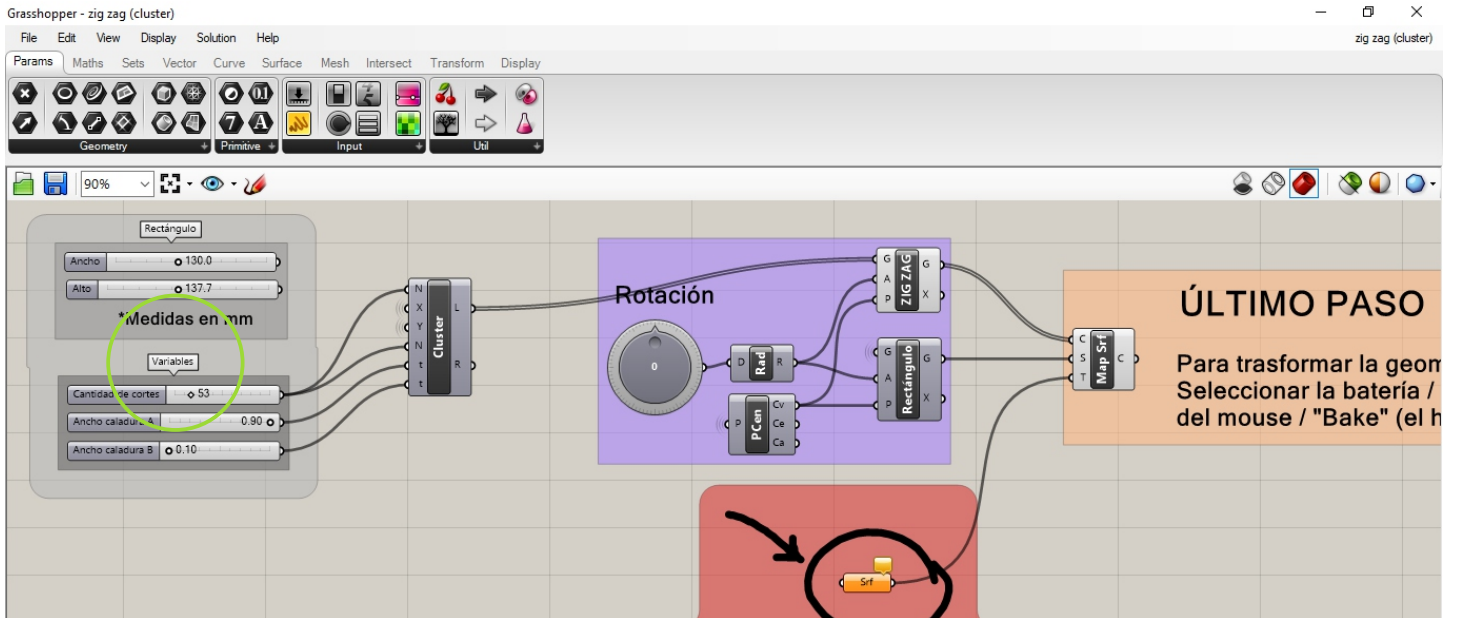 Grasshopper - zig zag (cluster)
File Edit View Display Solution Help
zig zag (cluster)
Params Maths Sets Vector Curve Surface Mesh Intersect Transform Display
0.1
7 A
Geometry Primitive Input Util
90%
Rectángulo
Ancho 130.0
Alto 137.7
*Medidas en mm
Variables
Cantidad de cortes 53
Ancho caladura A 0.90
Ancho caladura B 0.10
N
X
Y
N
t
t
Cluster
L
R
Rotación
0
D Rad R
P PCen Cv
Ce
Ca
G
A
P
ZIG ZAG
G
X
G
A
P
Rectángulo
G
X
C
S
T
Map Srf
C
ÚLTIMO PASO
Para trasformar la geom
Seleccionar la batería /
del mouse / "Bake" (el h
Srf